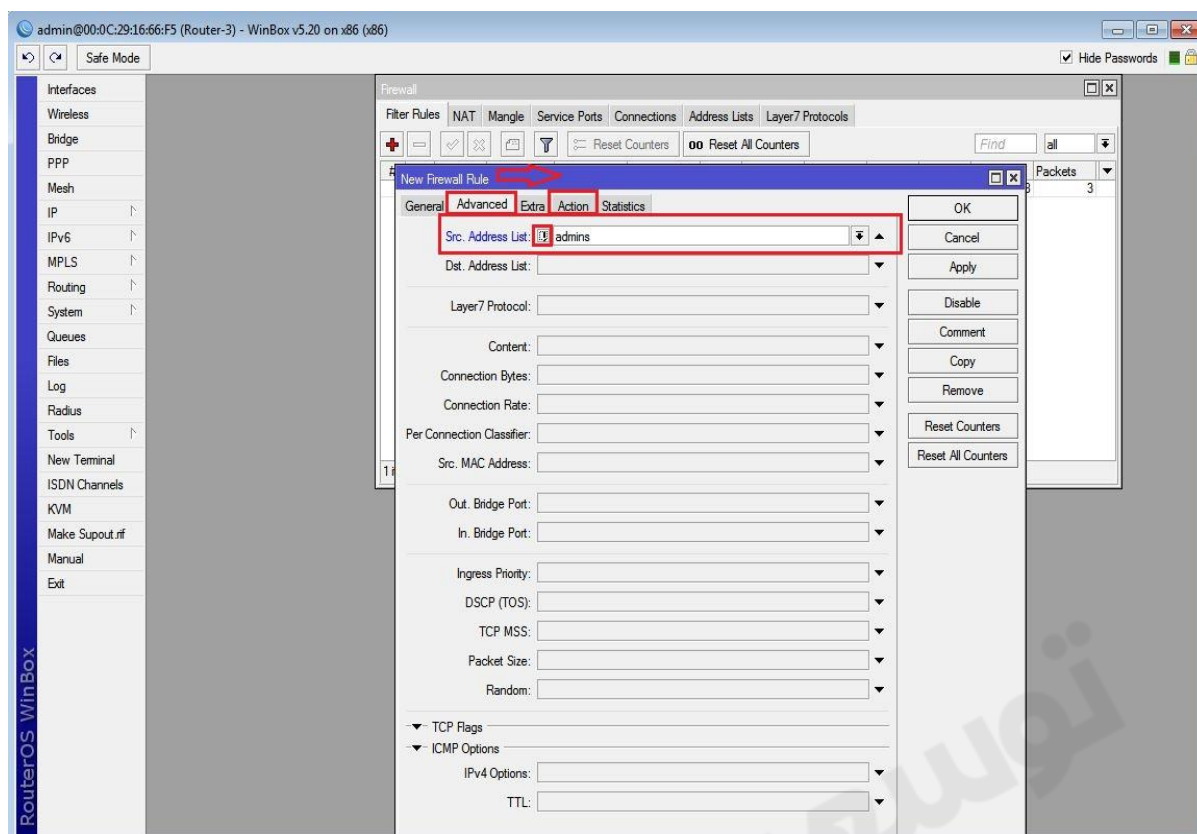 admin@00:0C:29:16:66:F5 (Router-3) - WinBox v5.20 on x86 (x86)
Safe Mode
Hide Passwords
Interfaces
Wireless
Bridge
PPP
Mesh
IP
IPv6
MPLS
Routing
System
Queues
Files
Log
Radius
Tools
New Terminal
ISDN Channels
KVM
Make Supout.rif
Manual
Exit
RouterOS WinBox
Firewall
Filter Rules NAT Mangle Service Ports Connections Address Lists Layer7 Protocols
Reset Counters 00 Reset All Counters Find all
# Packets
3
New Firewall Rule
General Advanced Extra Action Statistics
Src. Address List: ! admins
Dst. Address List:
Layer7 Protocol:
Content:
Connection Bytes:
Connection Rate:
Per Connection Classifier:
Src. MAC Address:
Out. Bridge Port:
In. Bridge Port:
Ingress Priority:
DSCP (TOS):
TCP MSS:
Packet Size:
Random:
TCP Flags
ICMP Options
IPv4 Options:
TTL:
OK
Cancel
Apply
Disable
Comment
Copy
Remove
Reset Counters
Reset All Counters